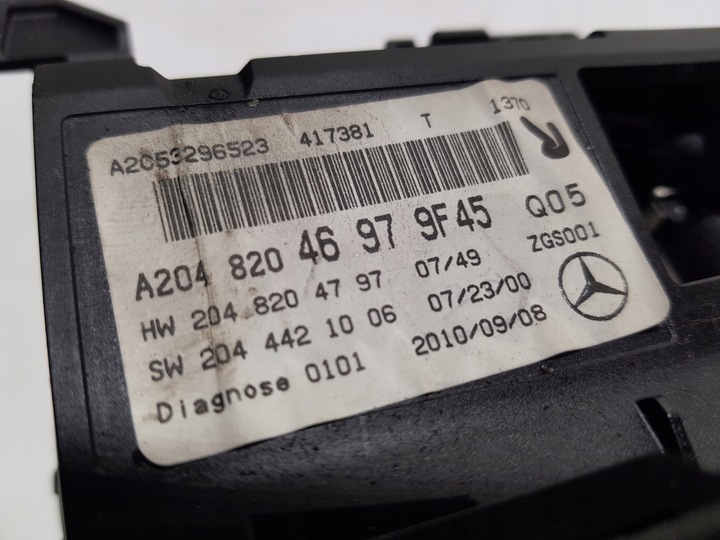 A2C53296523 417381 T 1370
R
A204 820 46 97 9F45 Q05
HW 204 820 47 97 07/49 ZGS001
SW 204 442 10 06 07/23/00
Diagnose 0101 2010/09/08